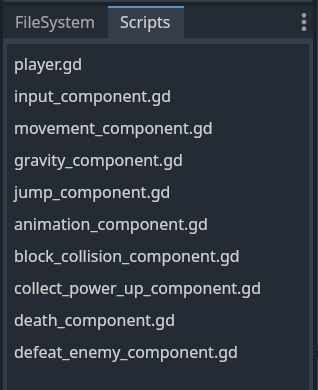 FileSystem Scripts
player.gd
input_component.gd
movement_component.gd
gravity_component.gd
jump_component.gd
animation_component.gd
block_collision_component.gd
collect_power_up_component.gd
death_component.gd
defeat_enemy_component.gd